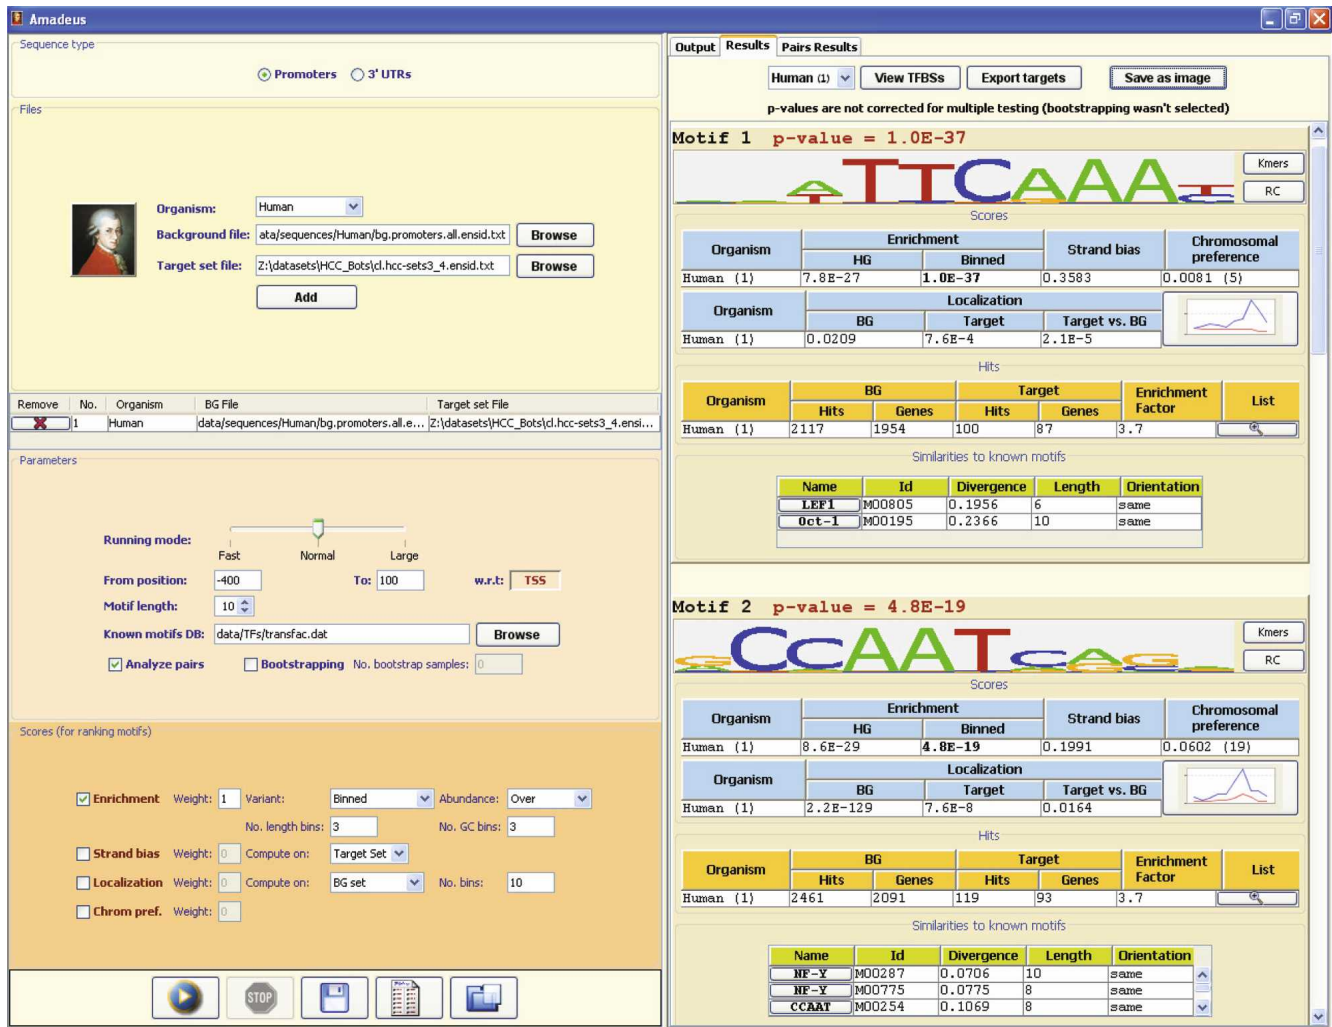 Amadeus
Sequence type
Promoters 3' UTRs
Files
Organism: Human
Background file: ata/sequences/Human/bg.promoters.all.ensid.txt Browse
Target set file: Z:\datasets\HCC_Bots\cl.hcc-sets3_4.ensid.txt Browse
Add
Remove No. Organism BG File Target set File
1 Human data/sequences/Human/bg.promoters.all.e... Z:\datasets\HCC_Bots\cl.hcc-sets3_4.ensi...
Parameters
Running mode:
Fast Normal Large
From position: -400 To: 100 w.r.t: TSS
Motif length: 10
Known motifs DB: data/TFs/transfac.dat Browse
Analyze pairs Bootstrapping No. bootstrap samples: 0
Scores (for ranking motifs)
Enrichment Weight: 1 Variant: Binned Abundance: Over
No. length bins: 3 No. GC bins: 3
Strand bias Weight: 0 Compute on: Target Set
Localization Weight: 0 Compute on: BG set No. bins: 10
Chrom pref. Weight: 0
STOP
Output Results Pairs Results
Human (1) View TFBSs Export targets Save as image
p-values are not corrected for multiple testing (bootstrapping wasn't selected)
Motif 1 p-value = 1.0E-37
TTCAAA
Kmers
RC
Scores
Organism Enrichment Strand bias Chromosomal preference
HG Binned
Human (1) 7.8E-27 1.0E-37 0.3583 0.0081 (5)
Organism Localization
BG Target Target vs. BG
Human (1) 0.0209 7.6E-4 2.1E-5
Hits
Organism BG Target Enrichment Factor List
Hits Genes Hits Genes
Human (1) 2117 1954 100 87 3.7
Similarities to known motifs
Name Id Divergence Length Orientation
LEF1 M00805 0.1956 6 same
Oct-1 M00195 0.2366 10 same
Motif 2 p-value = 4.8E-19
CCAAT
Kmers
RC
Scores
Organism Enrichment Strand bias Chromosomal preference
HG Binned
Human (1) 8.6E-29 4.8E-19 0.1991 0.0602 (19)
Organism Localization
BG Target Target vs. BG
Human (1) 2.2E-129 7.6E-8 0.0164
Hits
Organism BG Target Enrichment Factor List
Hits Genes Hits Genes
Human (1) 2461 2091 119 93 3.7
Similarities to known motifs
Name Id Divergence Length Orientation
NF-Y M00287 0.0706 10 same
NF-Y M00775 0.0775 8 same
CCAAT M00254 0.1069 8 same